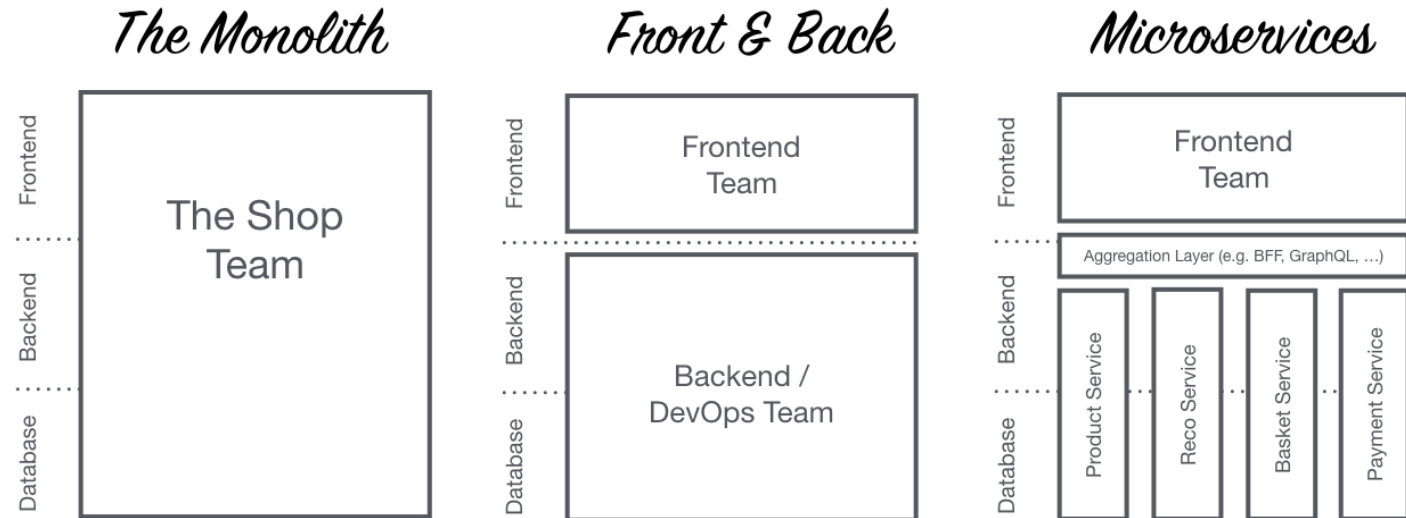 The Monolith
Frontend
Backend
Database
The Shop
Team
Front & Back
Frontend
Backend
Database
Frontend
Team
Backend /
DevOps Team
Microservices
Frontend
Backend
Database
Frontend
Team
Aggregation Layer (e.g. BFF, GraphQL, ...)
Product Service
Reco Service
Basket Service
Payment Service